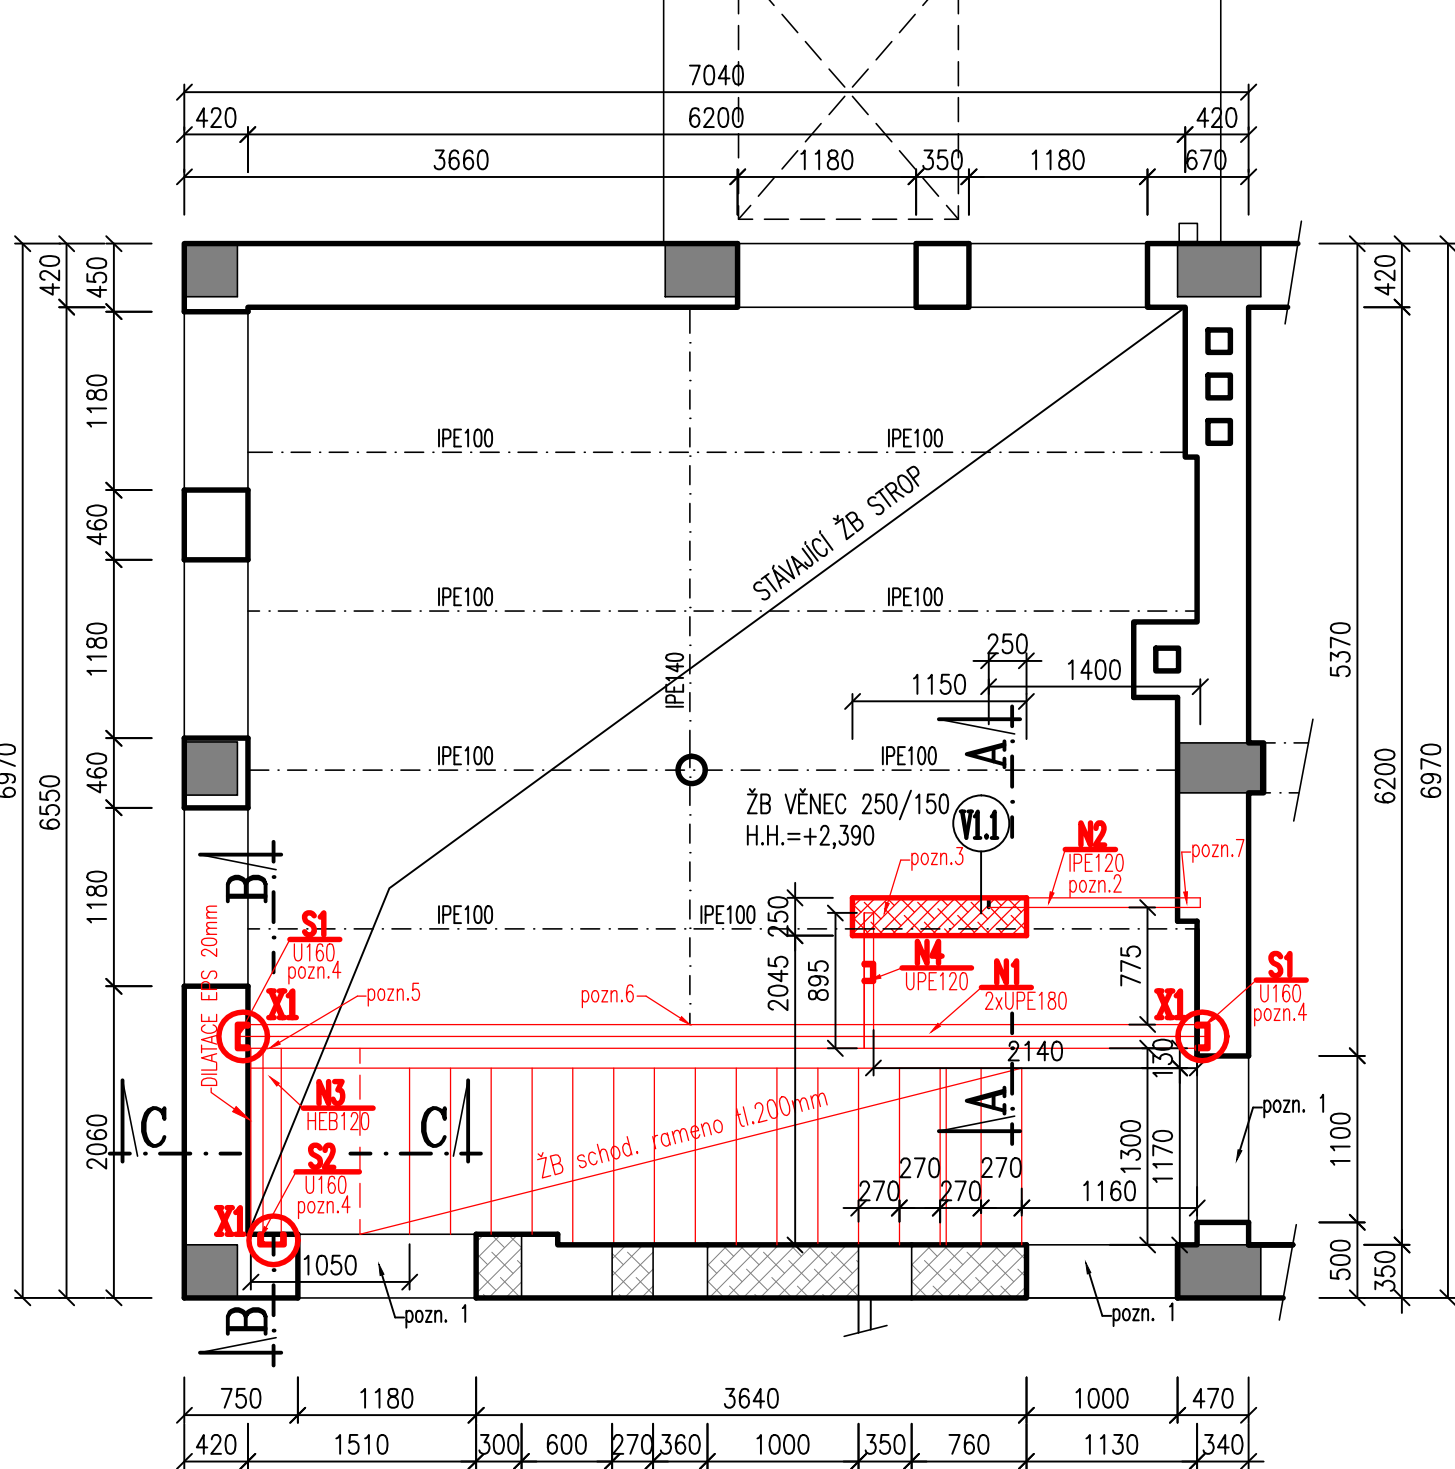 7040
420
6200
420
3660
1180
350
1180
670
420
450
420
IPE100
IPE100
1180
STÁVAJÍCÍ ŽB STROP
460
IPE100
IPE100
1180
IPE140
250
1400
1150
5370
A
6970
6550
460
IPE100
IPE100
6200
6970
ŽB VĚNEC 250/150
H.H.=+2,390
V1.1
N2
IPE120
pozn.2
pozn.3
pozn.7
B
1180
IPE100
IPE100
250
DILATACE EPS 20mm
S1
U160
pozn.4
2045
895
N4
UPE120
N1
2xUPE180
775
S1
U160
pozn.4
X1
pozn.5
pozn.6
X1
2140
130
N3
HEB120
A
pozn. 1
C
C
2060
ŽB schod. rameno tl.200mm
1300
1170
1100
S2
U160
pozn.4
270
270
270
270
1160
X1
1050
500
350
B
pozn. 1
pozn. 1
750
1180
3640
1000
470
420
1510
300
600
270
360
1000
350
760
1130
340